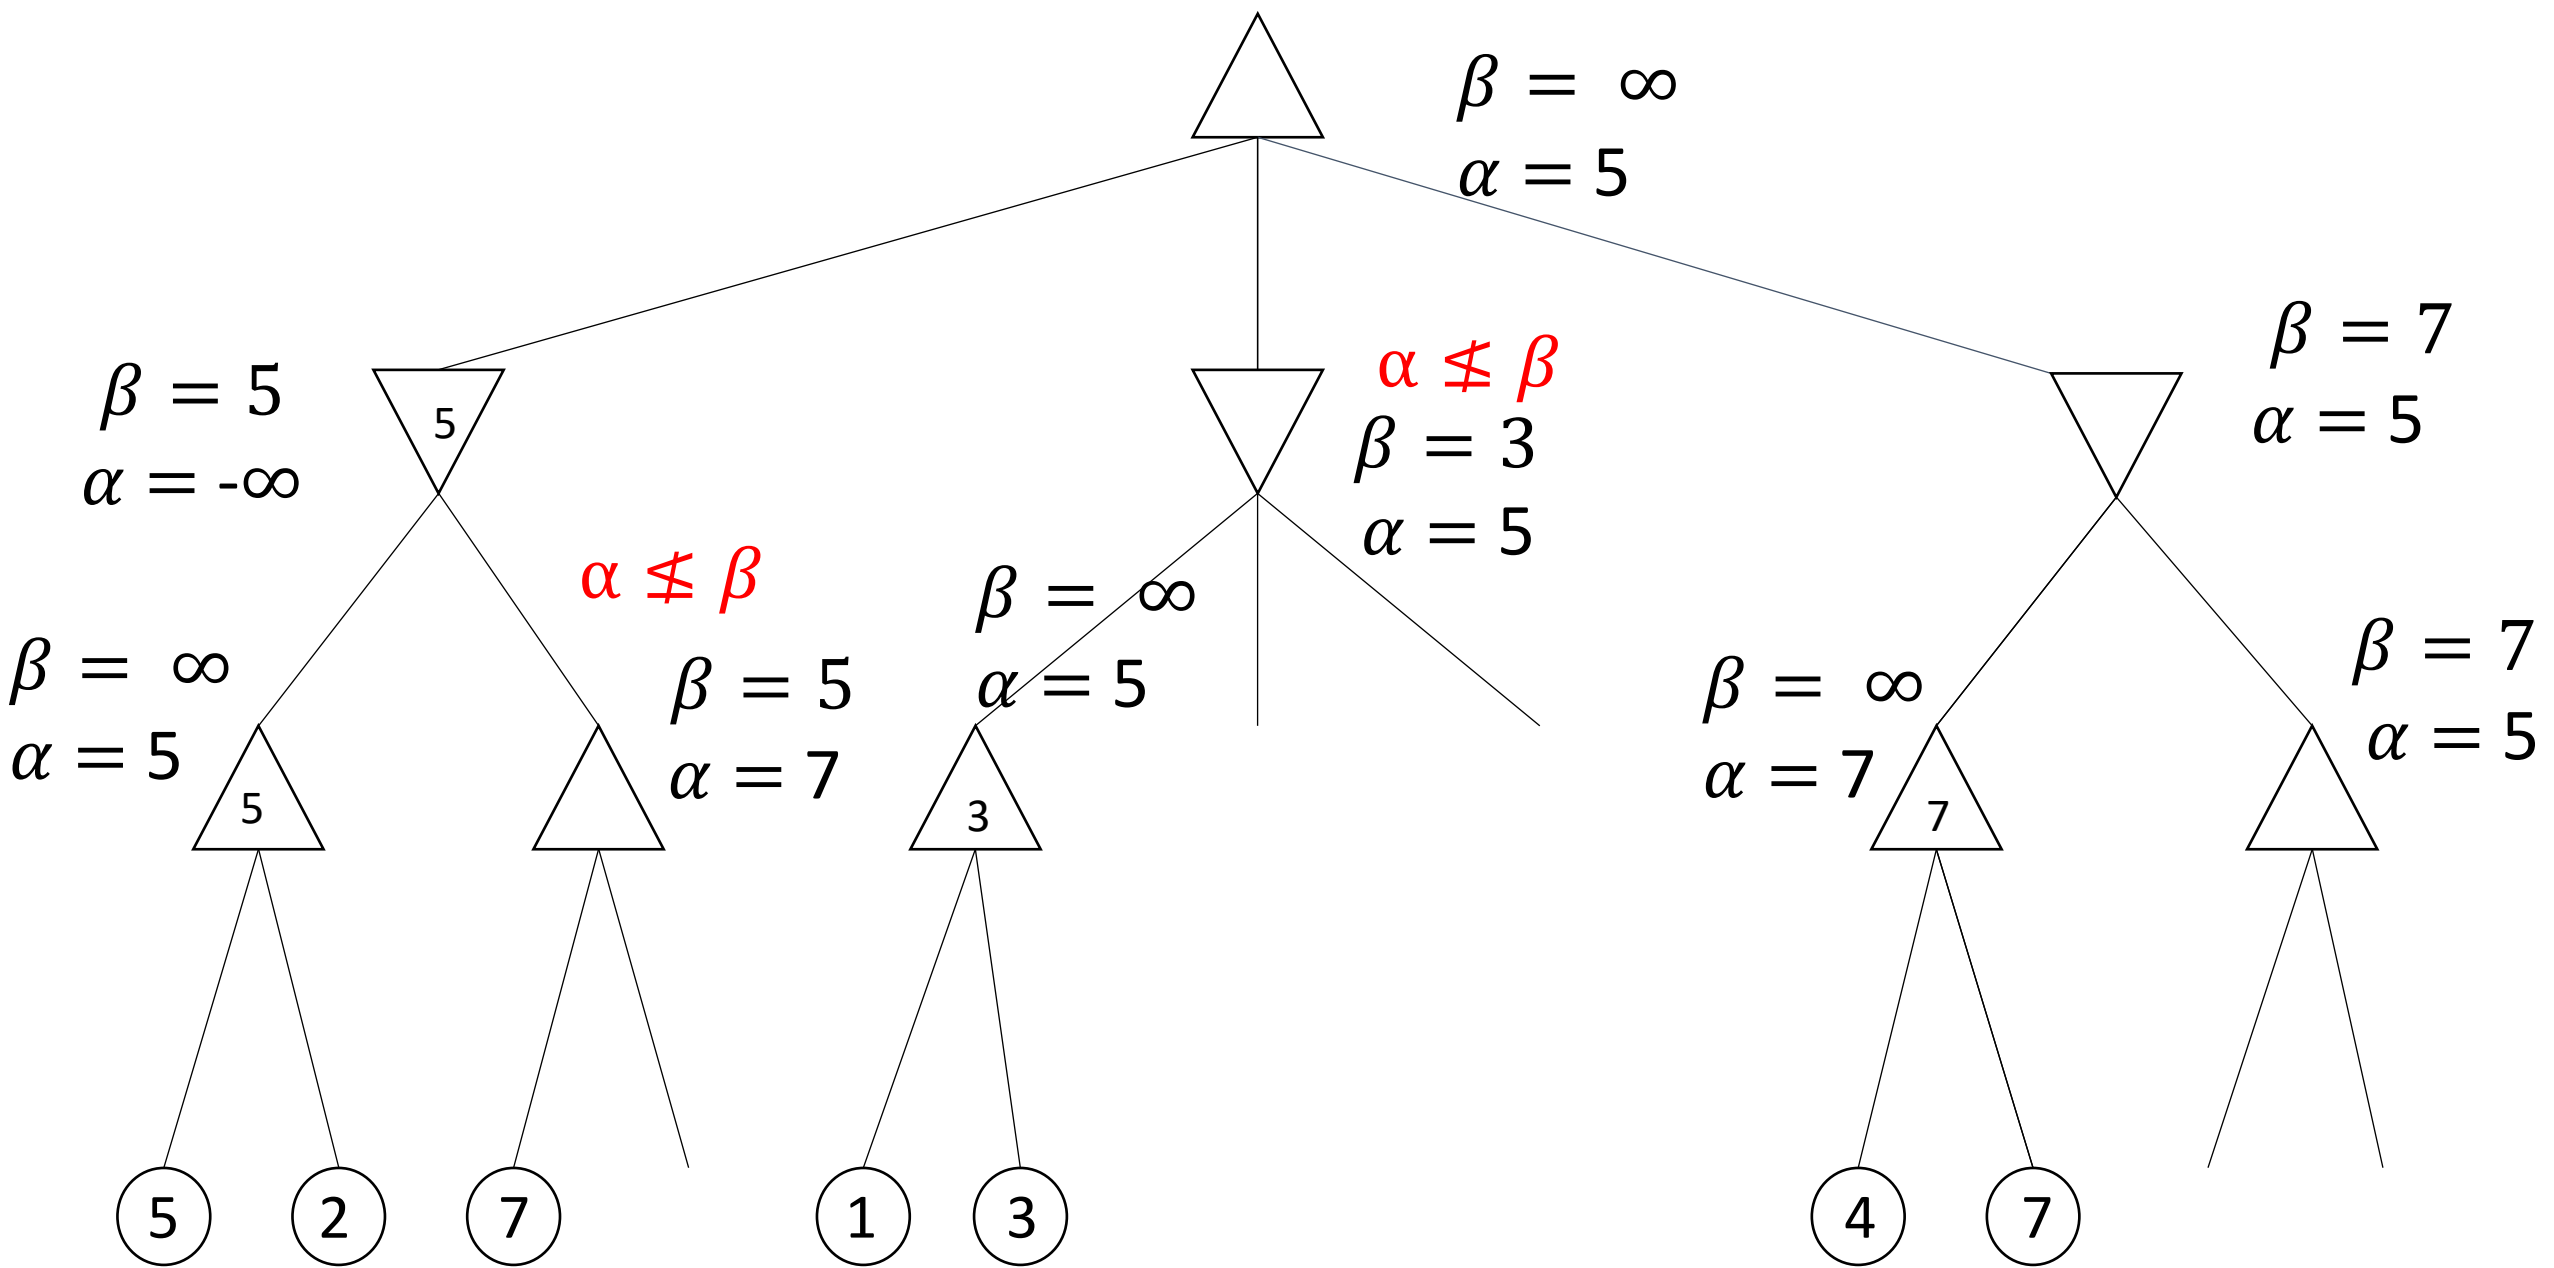 β = ∞
α = 5
β = 5
α = -∞
5
α ≰ β
β = 3
α = 5
β = 7
α = 5
β = ∞
α = 5
5
α ≰ β
β = 5
α = 7
β = ∞
α = 5
3
β = ∞
α = 7
7
β = 7
α = 5
5
2
7
1
3
4
7